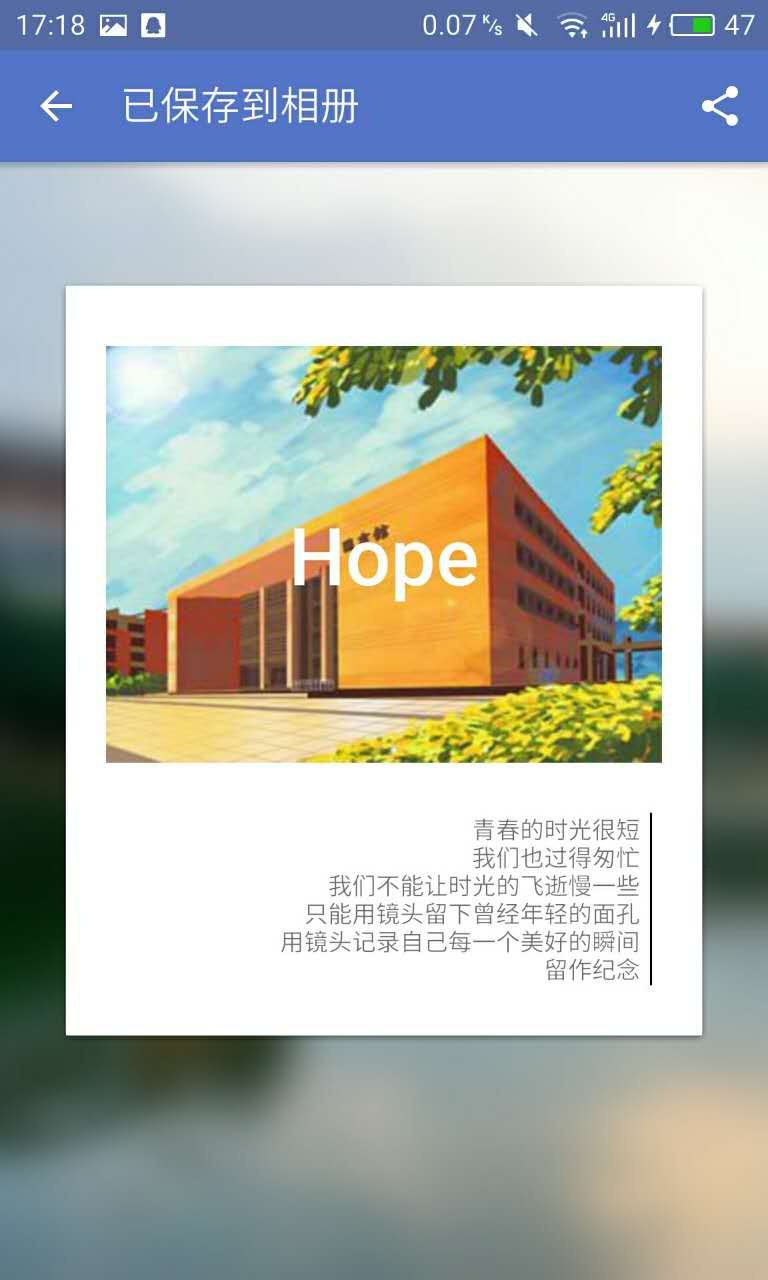 17:18
0.07 K/s
4G
47
已保存到相册
Hope
青春的时光很短
我们也过得匆忙
我们不能让时光的飞逝慢一些
只能用镜头留下曾经年轻的面孔
用镜头记录自己每一个美好的瞬间
留作纪念